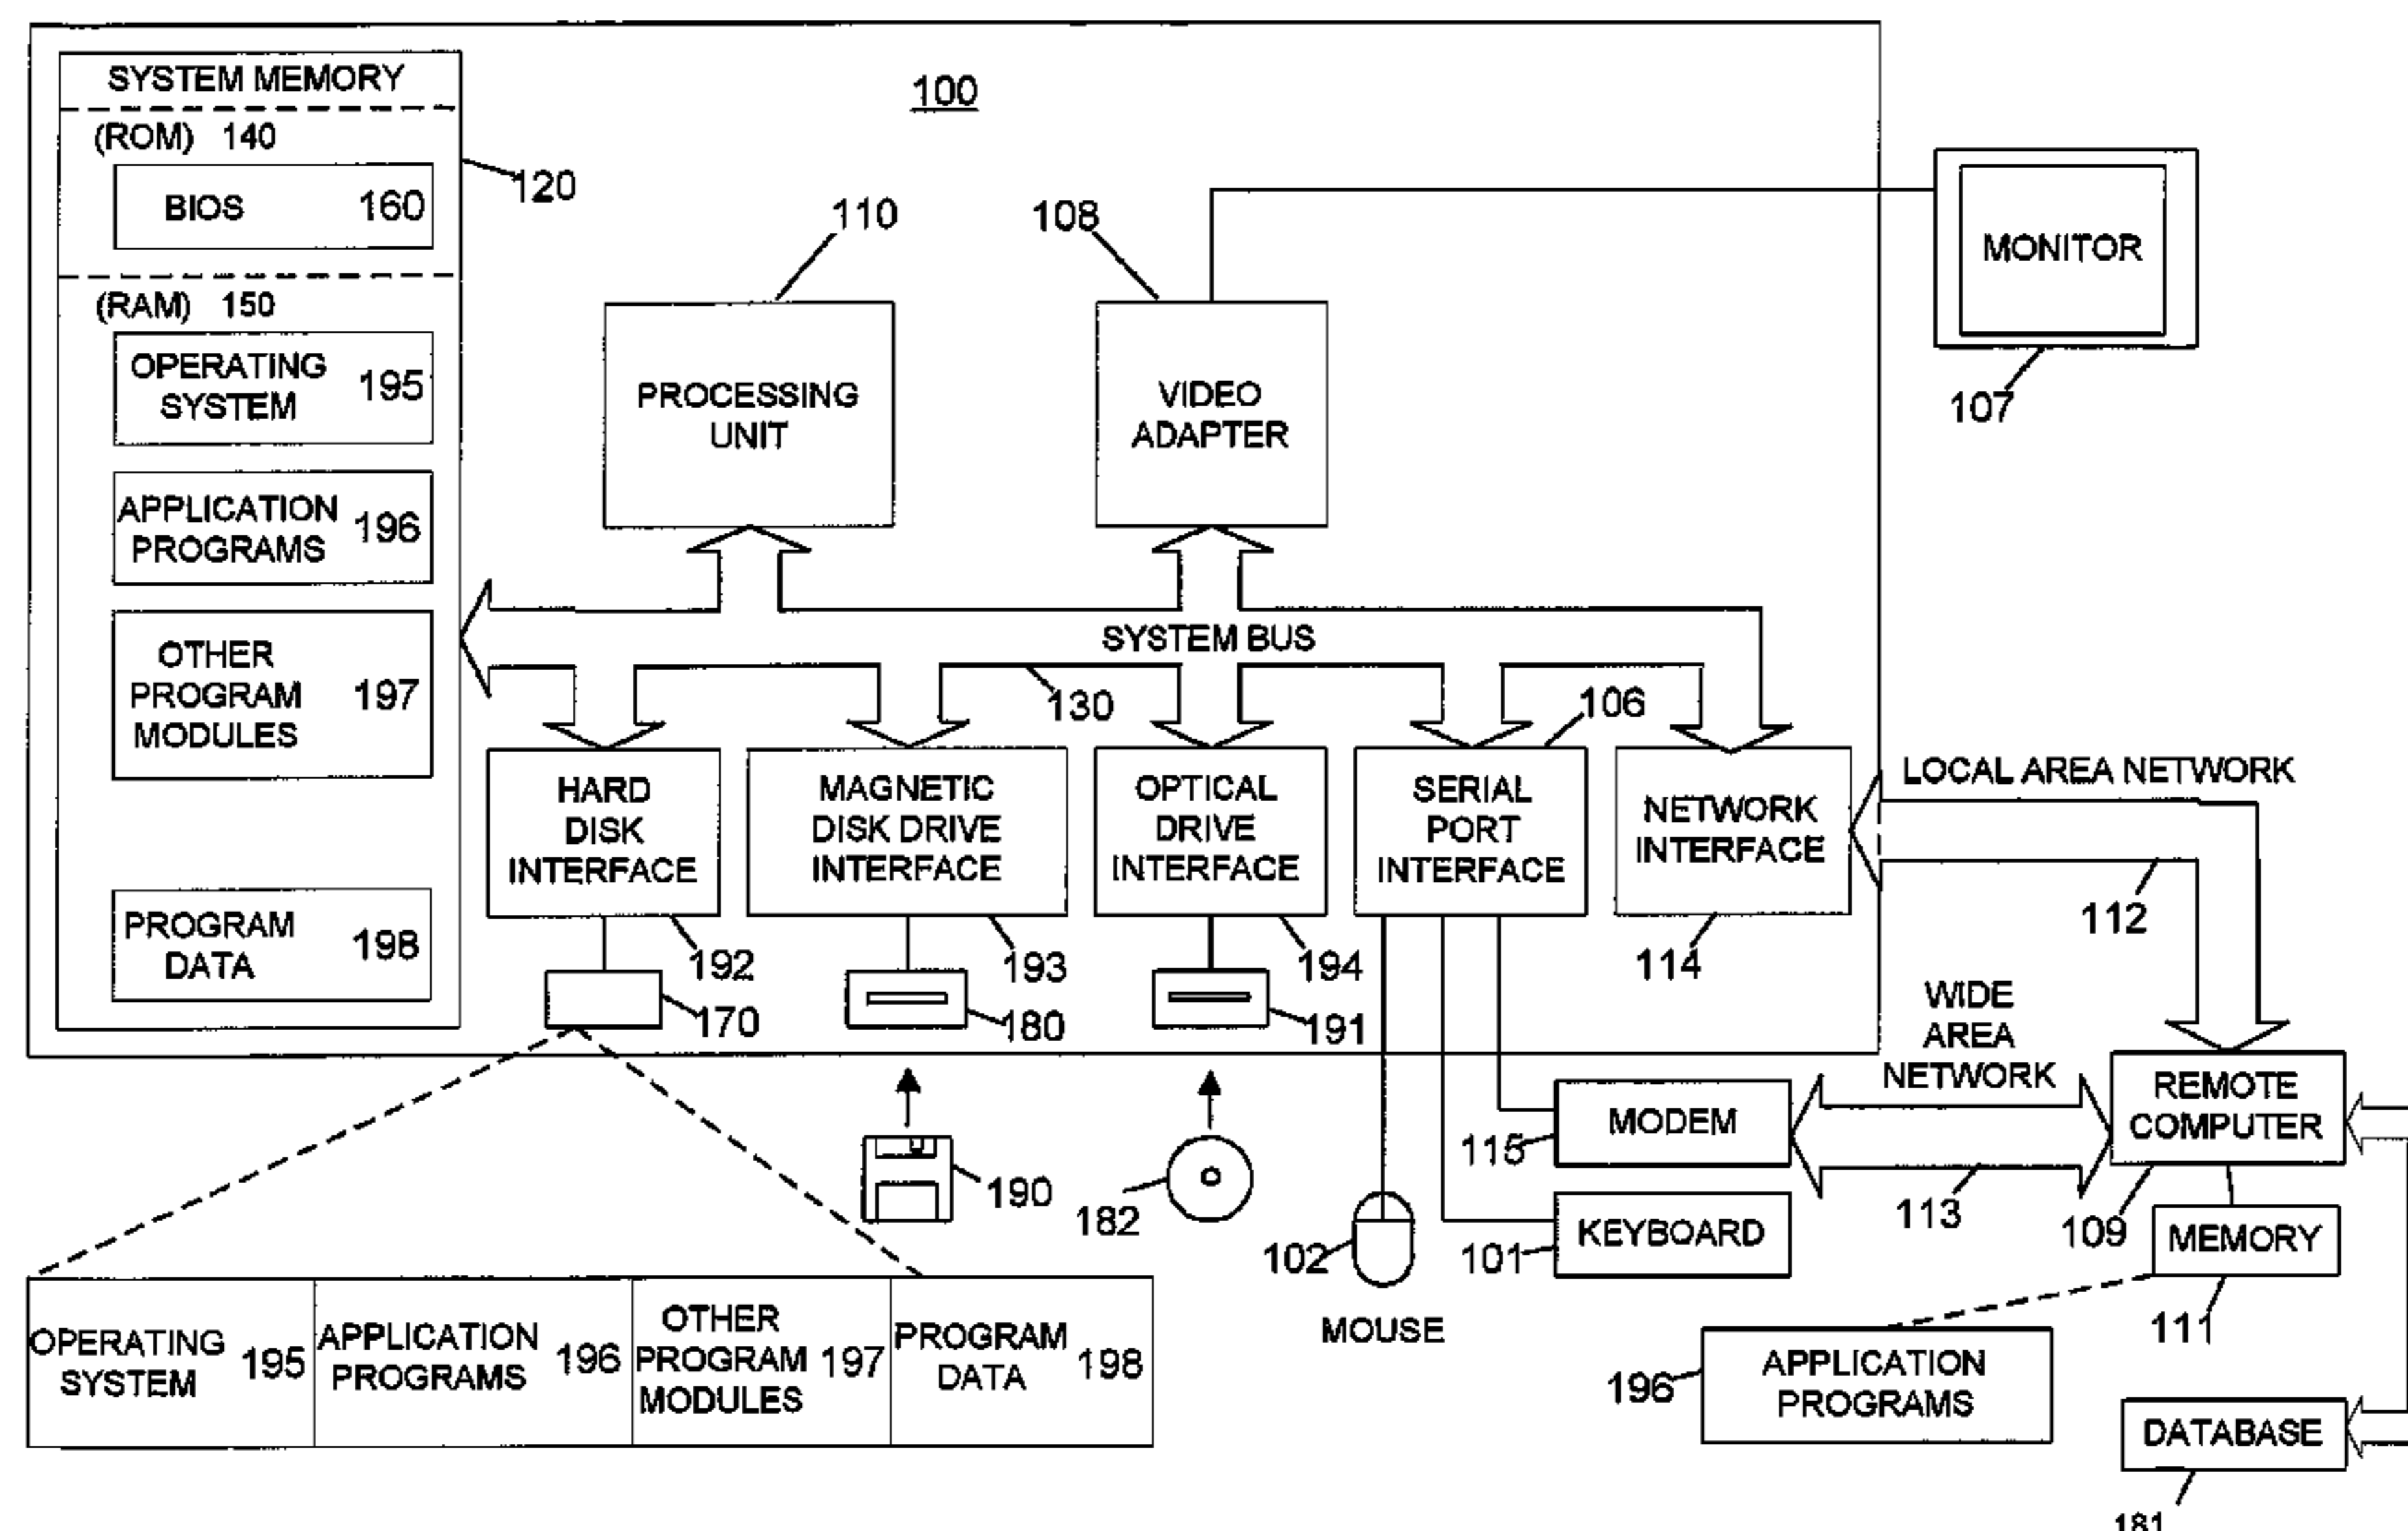 SYSTEM MEMORY
(ROM) 140
BIOS 160
120
(RAM) 150
OPERATING
SYSTEM
195
APPLICATION
PROGRAMS
196
OTHER
PROGRAM
MODULES
197
PROGRAM
DATA
198
100
110
PROCESSING
UNIT
108
VIDEO
ADAPTER
MONITOR
107
SYSTEM BUS
130
106
HARD
DISK
INTERFACE
192
170
MAGNETIC
DISK DRIVE
INTERFACE
193
180
OPTICAL
DRIVE
INTERFACE
194
191
SERIAL
PORT
INTERFACE
NETWORK
INTERFACE
114
LOCAL AREA NETWORK
112
WIDE
AREA
NETWORK
113
REMOTE
COMPUTER
109
MEMORY
111
MODEM
115
KEYBOARD
101
102
MOUSE
190
182
OPERATING
SYSTEM
195
APPLICATION
PROGRAMS
196
OTHER
PROGRAM
MODULES
197
PROGRAM
DATA
198
196
APPLICATION
PROGRAMS
DATABASE
181